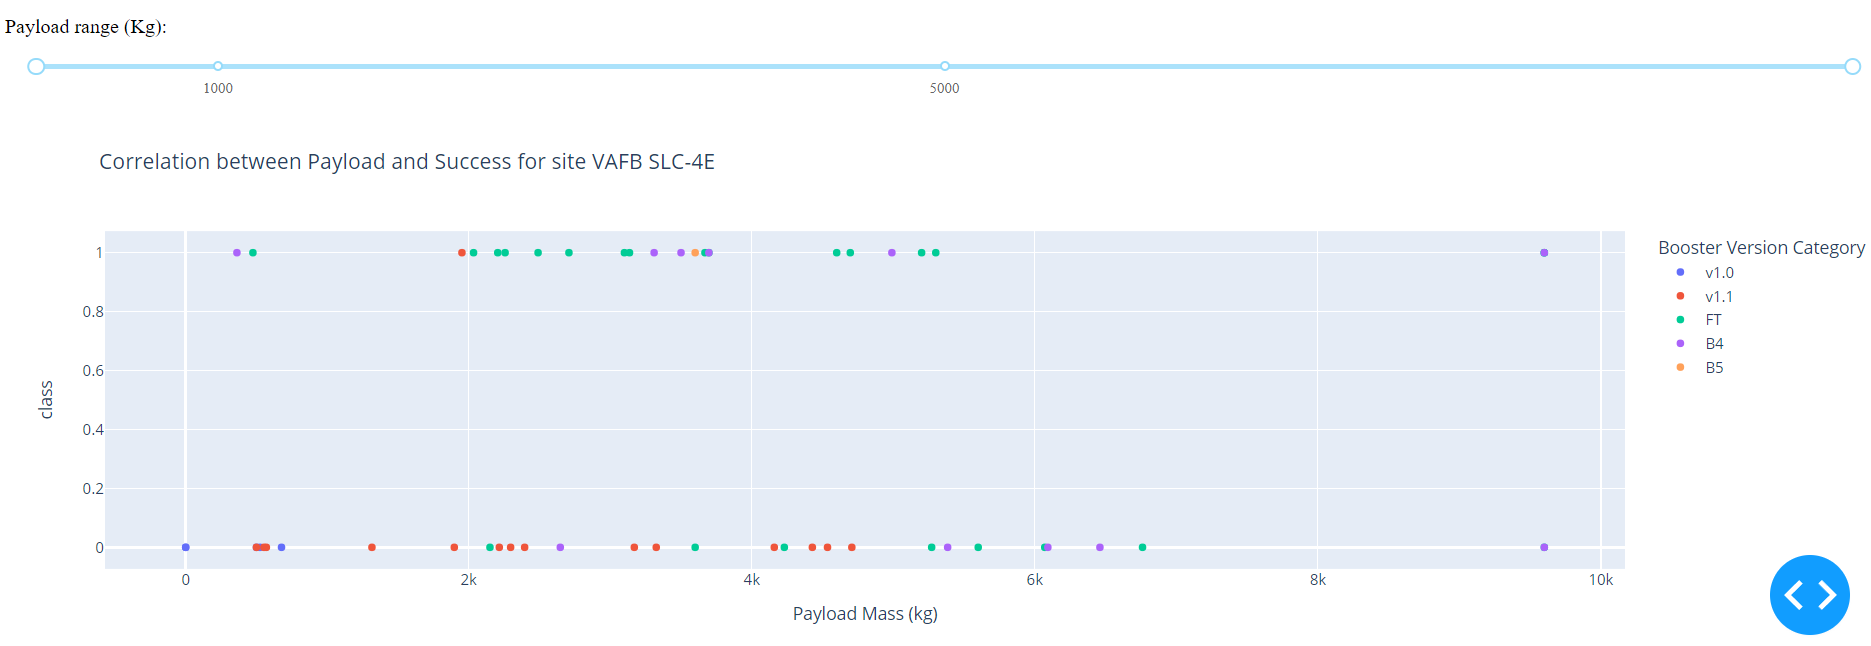 Payload range (Kg):
1000
5000
Correlation between Payload and Success for site VAFB SLC-4E
1
0.8
0.6
0.4
0.2
0
class
0
2k
4k
6k
8k
10k
Payload Mass (kg)
Booster Version Category
v1.0
v1.1
FT
B4
B5